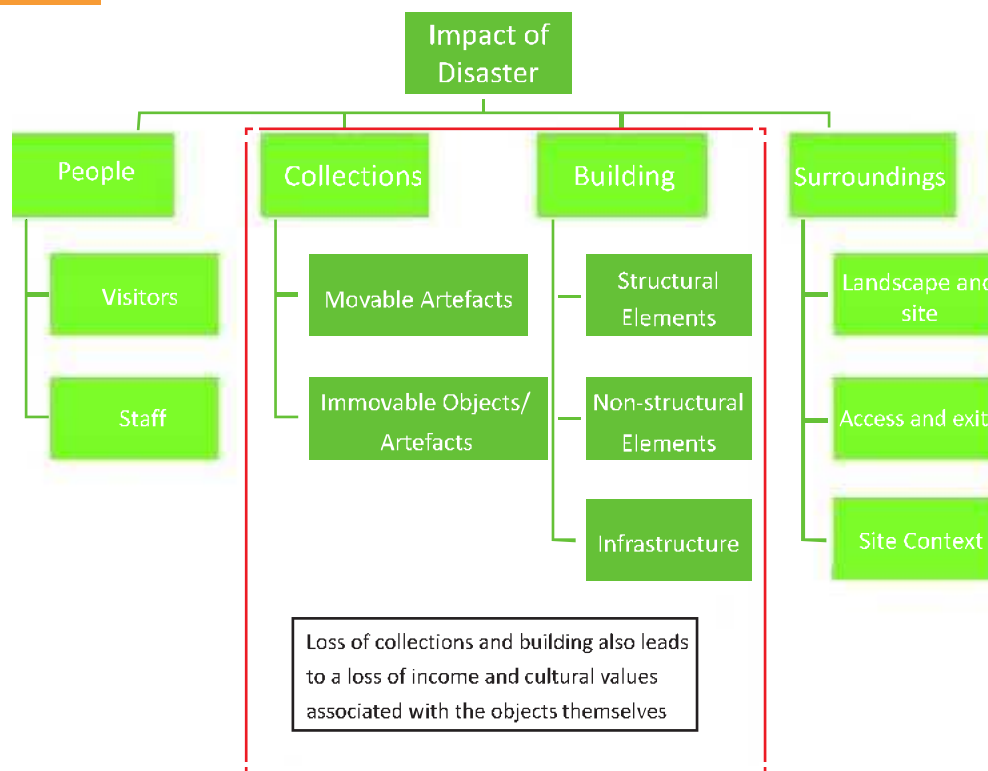 Impact of
Disaster
People
Collections
Building
Surroundings
Visitors
Movable Artefacts
Structural
Elements
Landscape and
site
Staff
Immovable Objects/
Artefacts
Non-structural
Elements
Access and exit
Infrastructure
Site Context
Loss of collections and building also leads
to a loss of income and cultural values
associated with the objects themselves